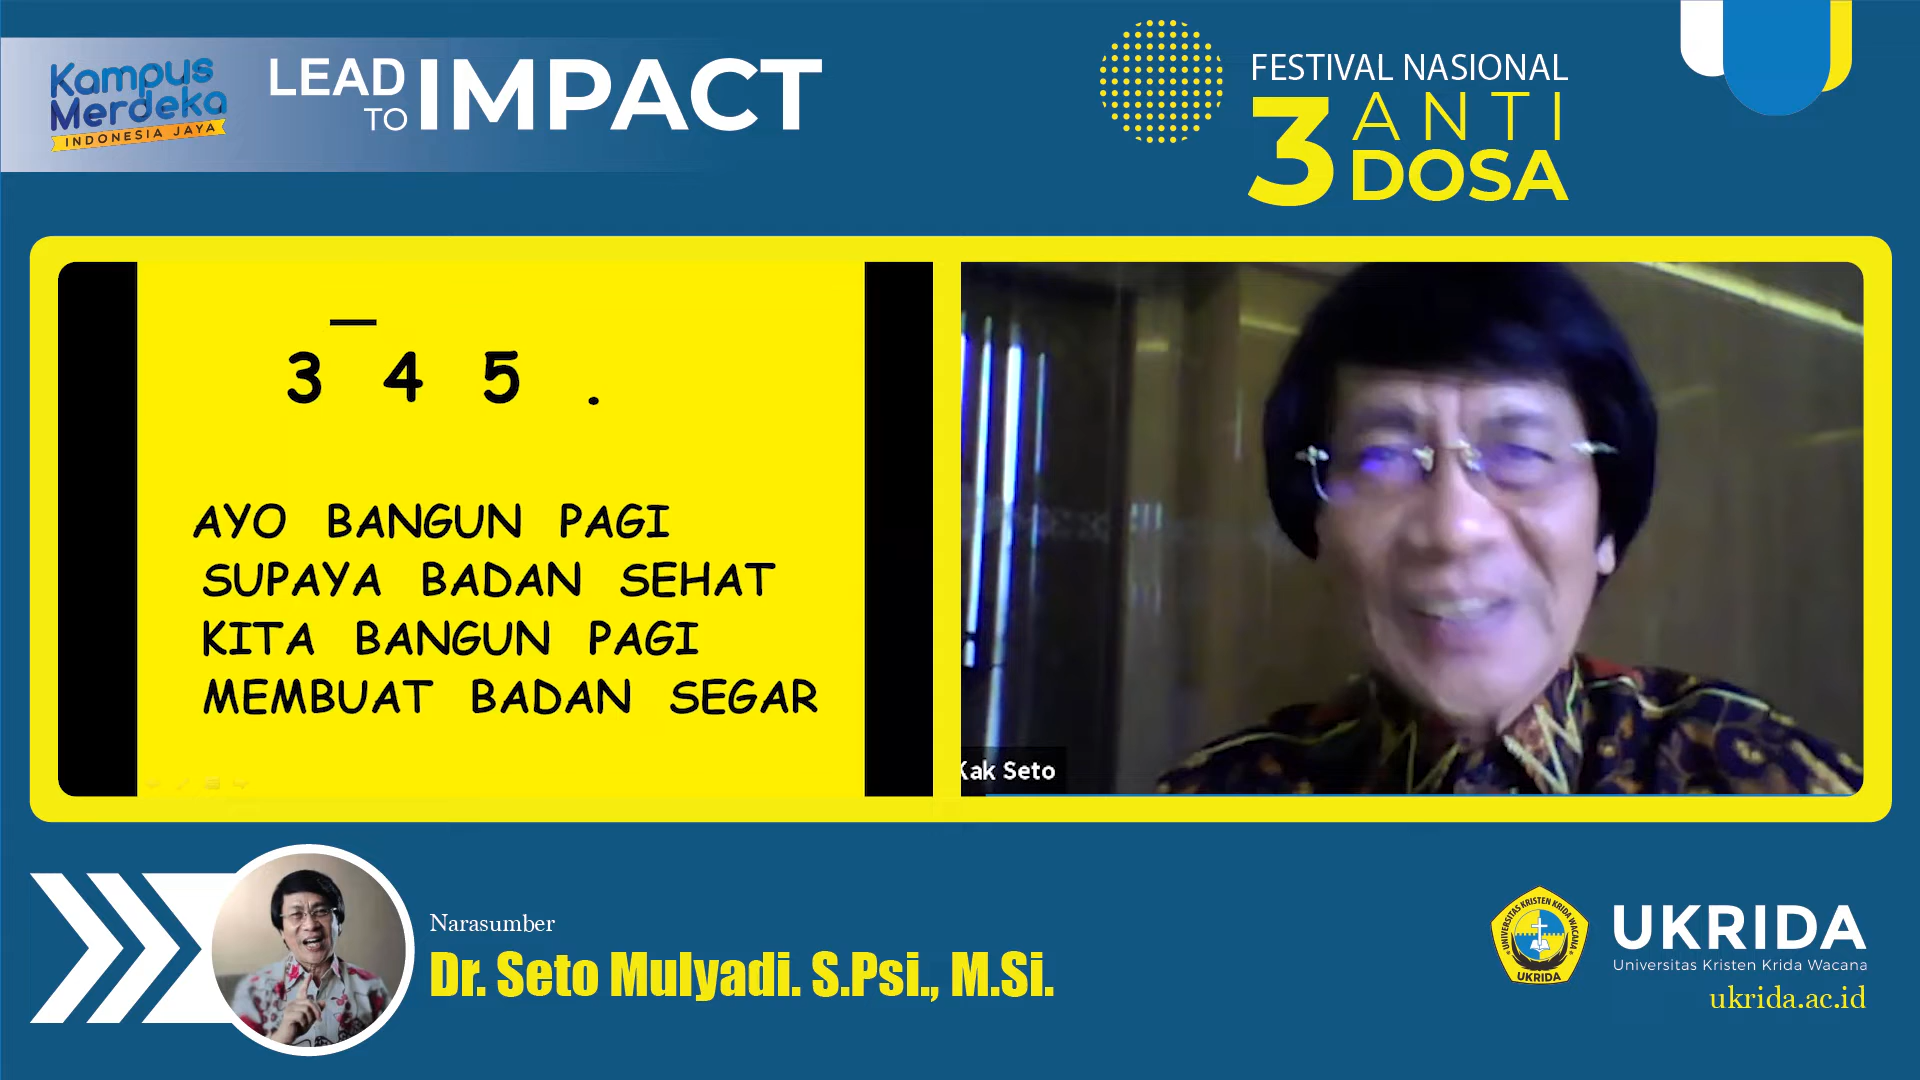 Kampus
Merdeka
INDONESIA JAYA
LEAD
TO IMPACT
FESTIVAL NASIONAL
3 ANTI
DOSA
3 4 5 .
AYO BANGUN PAGI
SUPAYA BADAN SEHAT
KITA BANGUN PAGI
MEMBUAT BADAN SEGAR
Kak Seto
Narasumber
Dr. Seto Mulyadi. S.Psi., M.Si.
UNIVERSITAS KRISTEN KRIDA WACANA
UKRIDA
UKRIDA
Universitas Kristen Krida Wacana
ukrida.ac.id